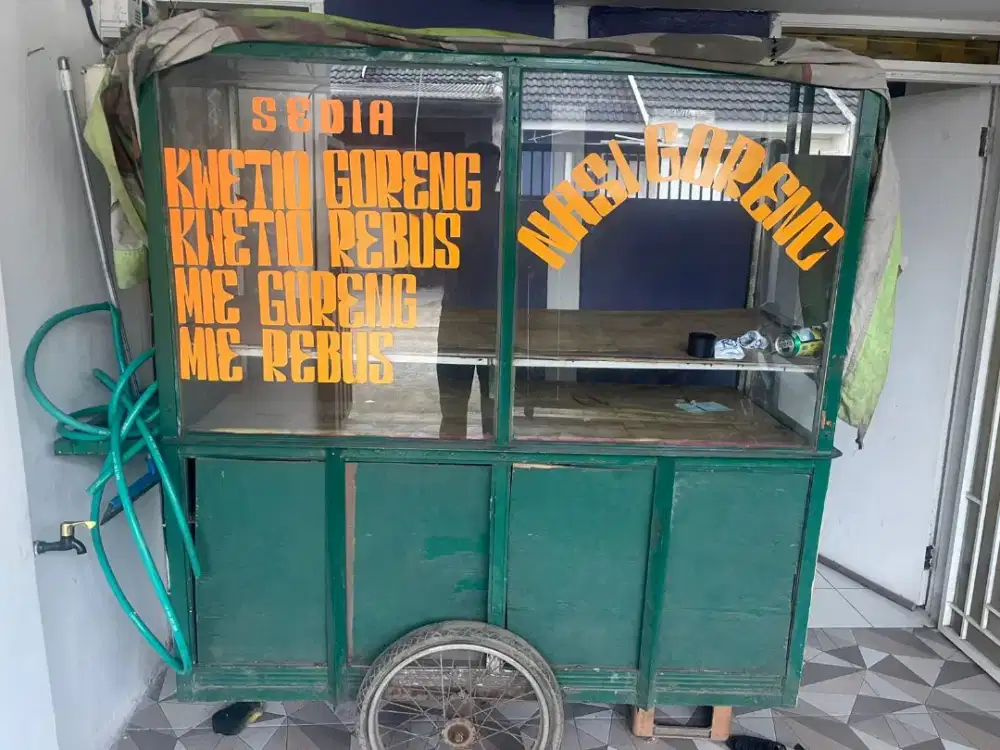 SEDIA
KWETIO GORENG
KWETIO REBUS
MIE GORENG
MIE REBUS
NASI GORENG